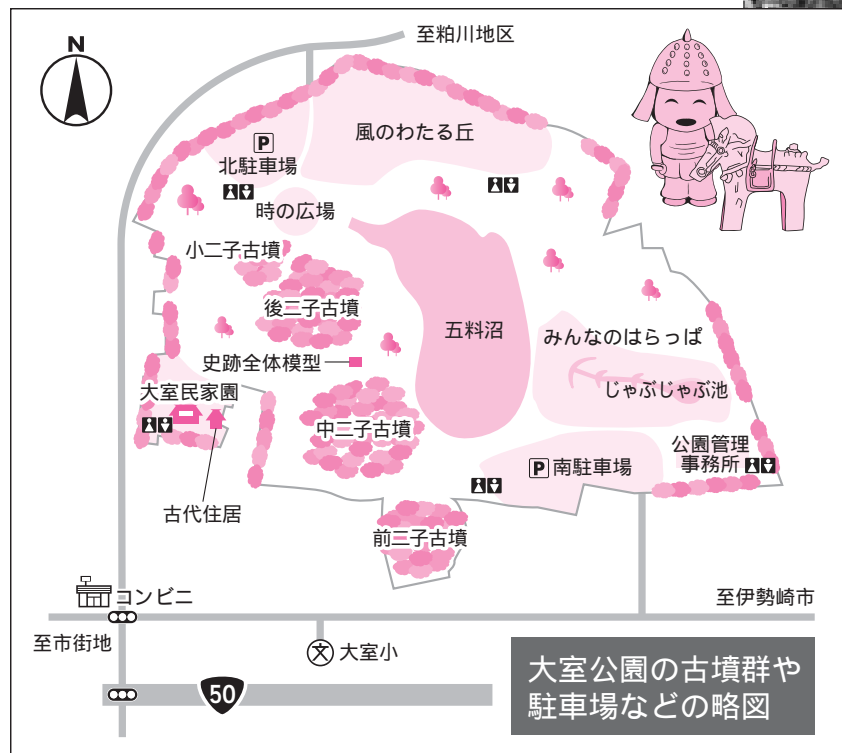 至粕川地区
N
風のわたる丘
P
北駐車場
時の広場
小二子古墳
後二子古墳
五料沼
みんなのはらっぱ
史跡全体模型
じゃぶじゃぶ池
大室民家園
中二子古墳
公園管理
事務所
P南駐車場
古代住居
前二子古墳
コンビニ
至伊勢崎市
至市街地
文 大室小
50
大室公園の古墳群や
駐車場などの略図